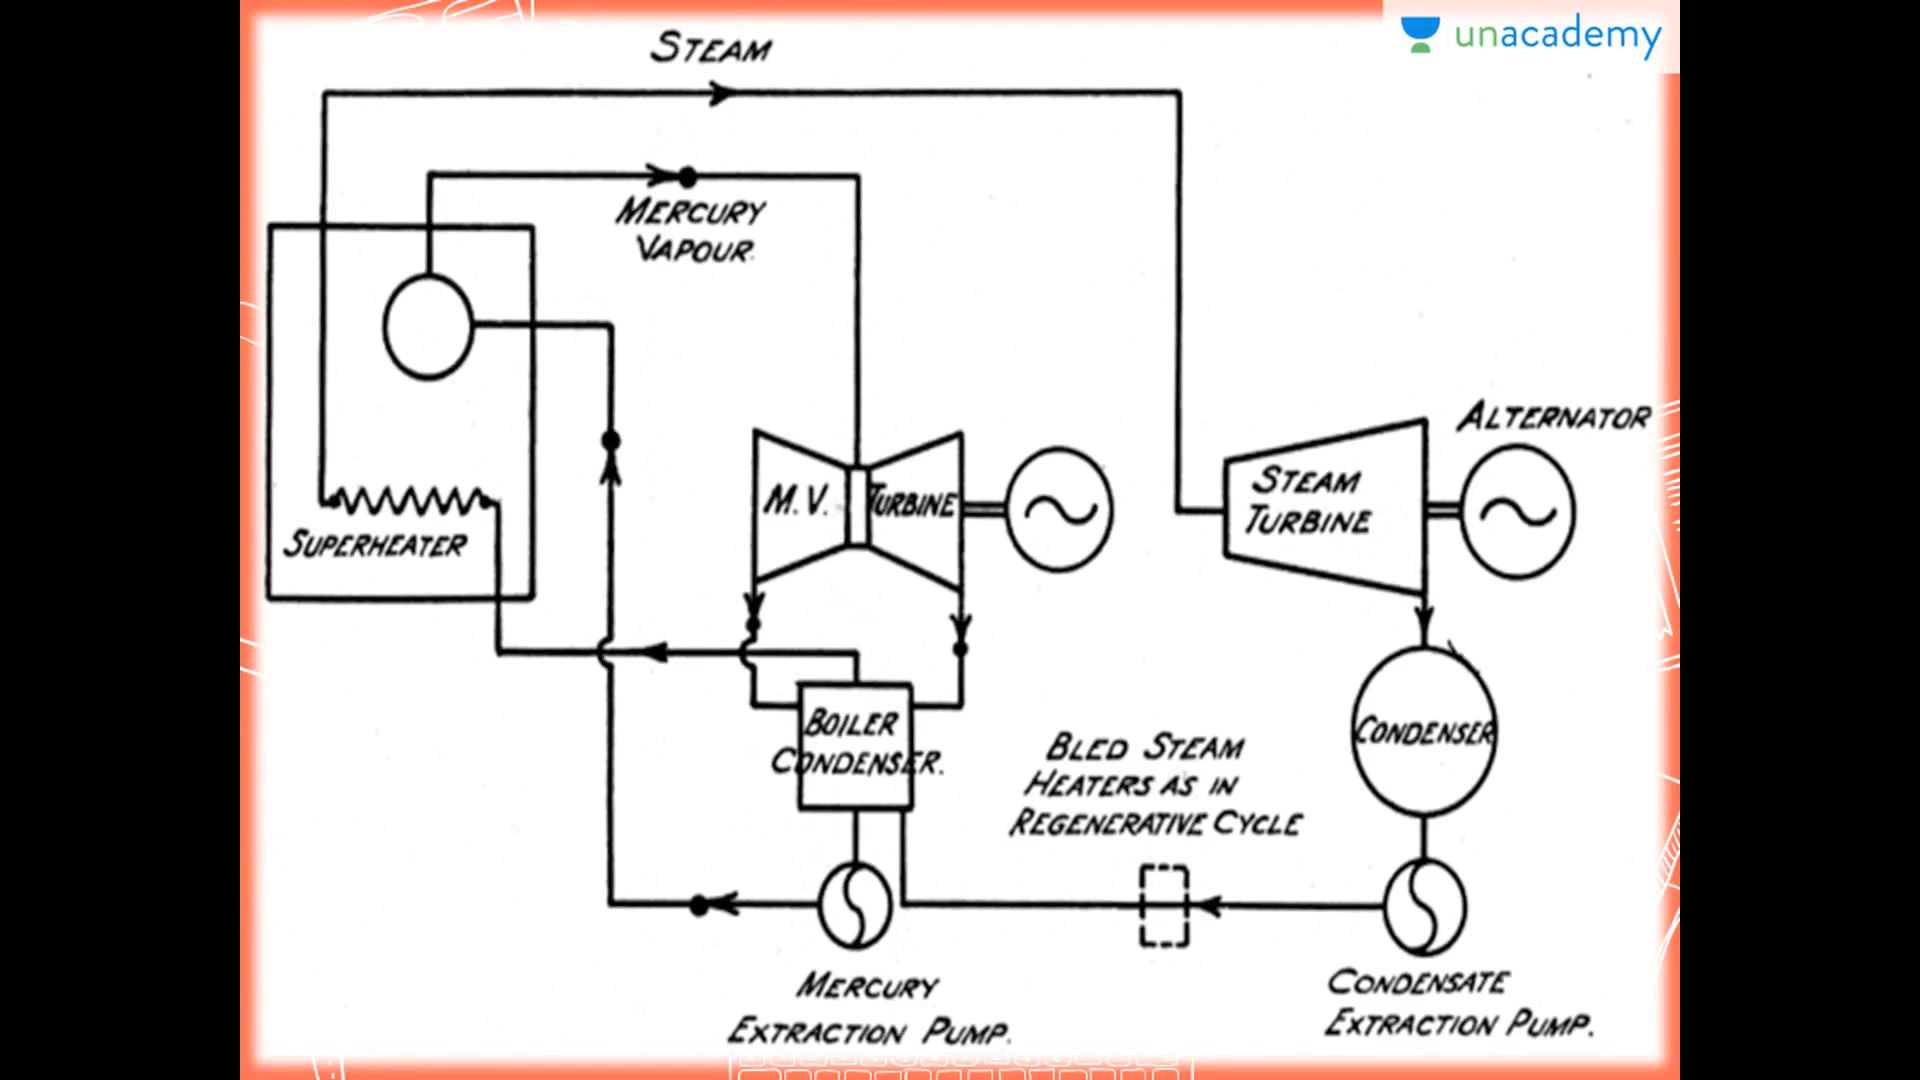 unacademy
STEAM
MERCURY
VAPOUR.
ALTERNATOR
M.V. TURBINE
STEAM
TURBINE
SUPERHEATER
BOILER
CONDENSER.
CONDENSER
BLED STEAM
HEATERS AS IN
REGENERATIVE CYCLE
MERCURY
EXTRACTION PUMP.
CONDENSATE
EXTRACTION PUMP.